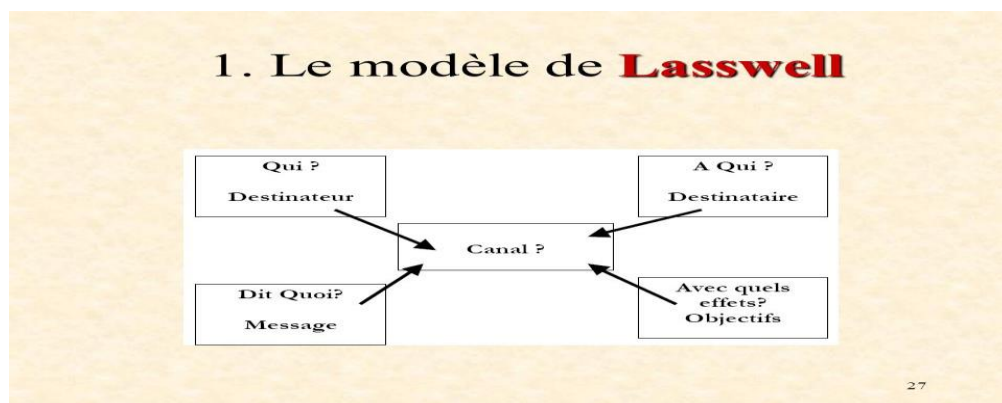 1. Le modèle de Lasswell
Qui ?
Destinateur
A Qui ?
Destinataire
Canal ?
Dit Quoi?
Message
Avec quels
effets?
Objectifs
27